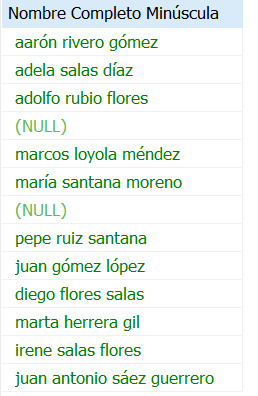 Nombre Completo Minúscula
aarón rivero gómez
adela salas díaz
adolfo rubio flores
(NULL)
marcos loyola méndez
maría santana moreno
(NULL)
pepe ruiz santana
juan gómez lópez
diego flores salas
marta herrera gil
irene salas flores
juan antonio sáez guerrero